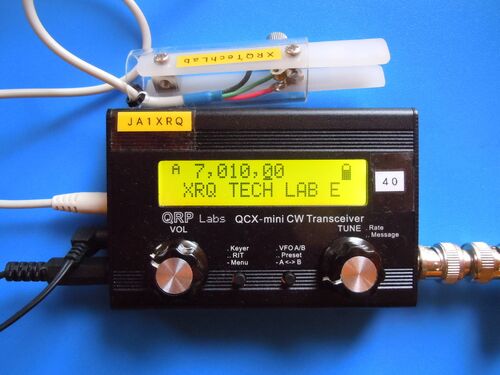 XRQTechLab
JA1XRQ
A 7,010,00
XRQ TECH LAB E
40
QRP Labs QCX-mini CW Transceiver
VOL
TUNE
. Rate
- Message
. Keyer
.. RIT
- Menu
. VFO A/B
.. Preset
- A <-> B